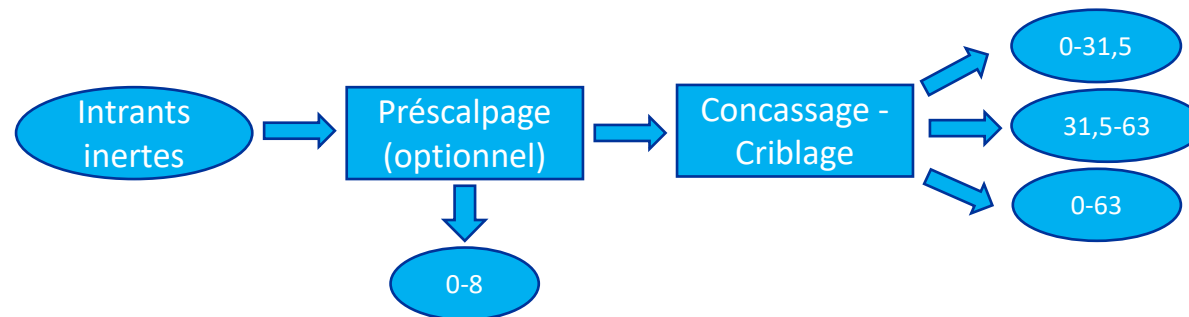 Intrants
inertes
Préscalpage
(optionnel)
0-8
Concassage -
Criblage
0-31,5
31,5-63
0-63